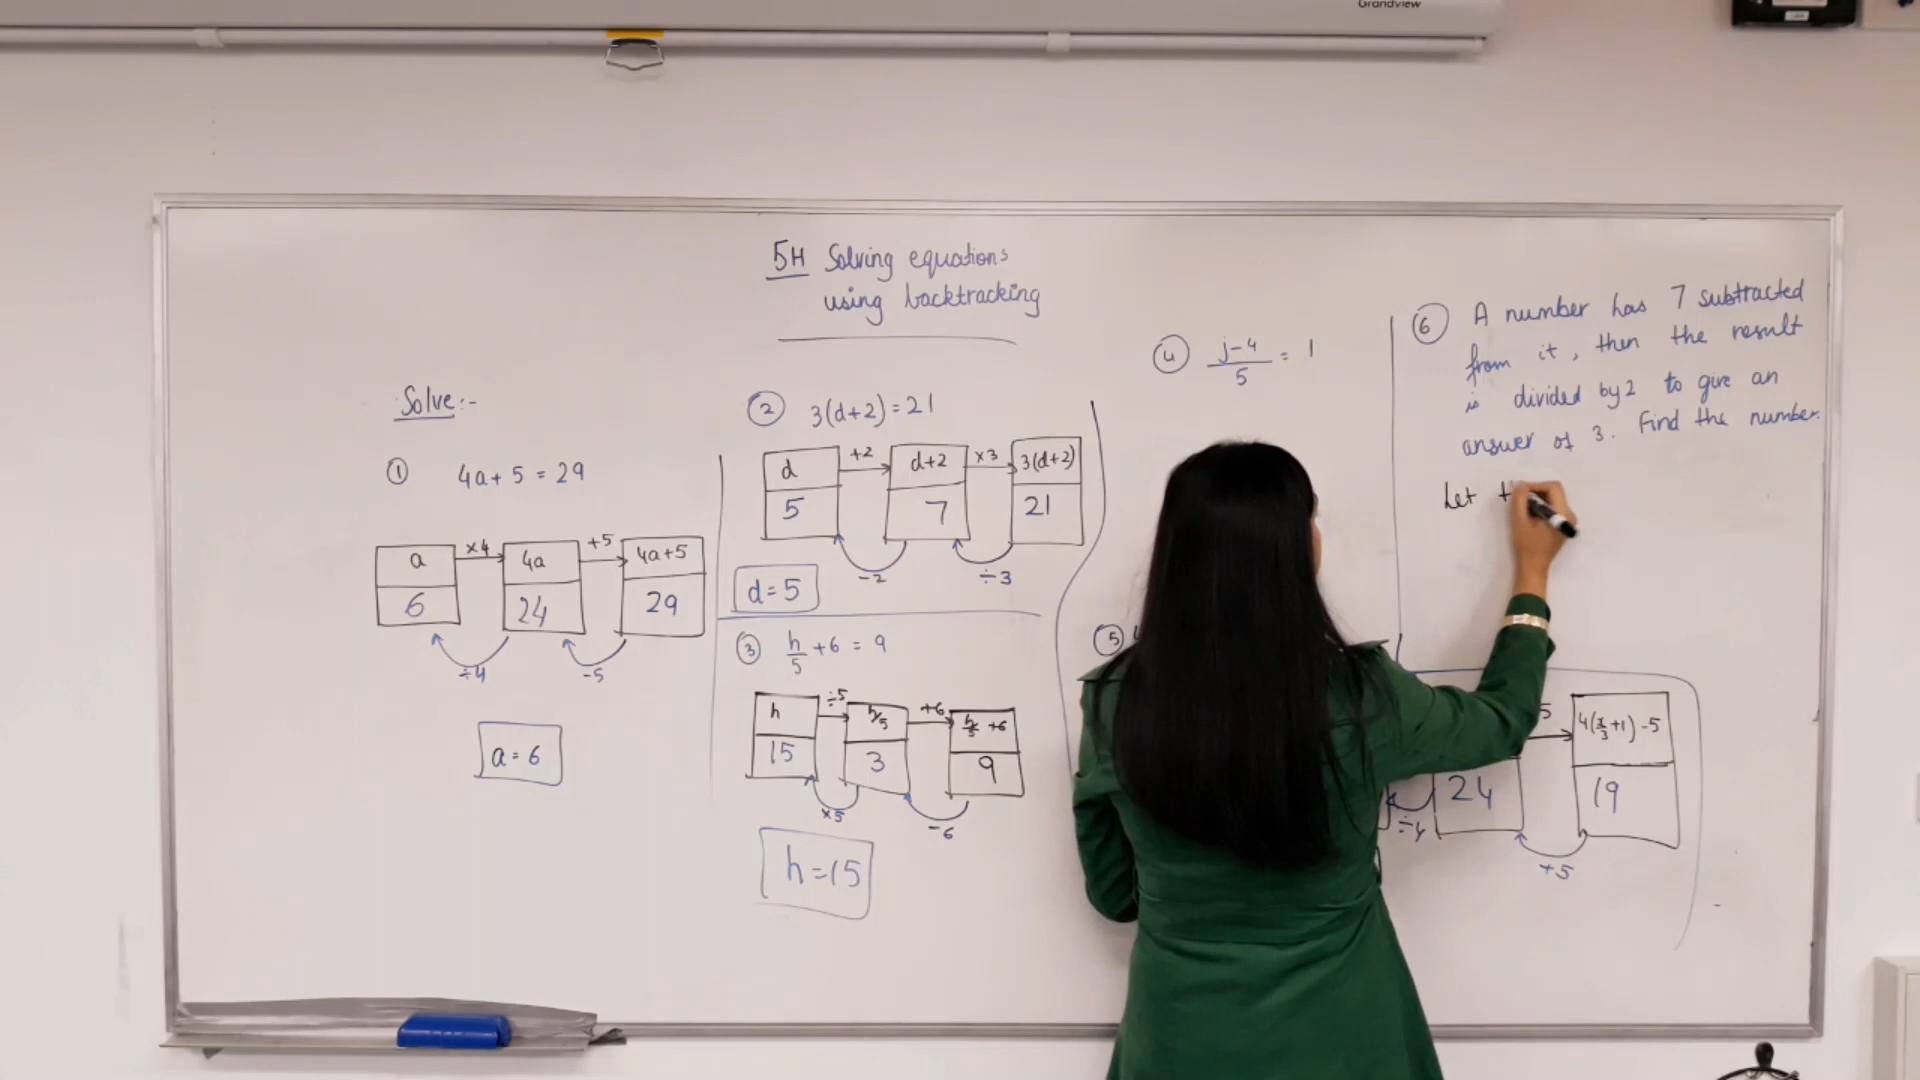 Grandview
5H Solving equations
using backtracking
Solve:-
① 4a + 5 = 29
a ×4 4a +5 4a+5
6 24 29
÷4 -5
a = 6
② 3(d+2) = 21
d +2 d+2 ×3 3(d+2)
5 7 21
-2 ÷3
d = 5
③ h/5 + 6 = 9
h ÷5 h/5 +6 h/5 +6
15 3 9
×5 -6
h = 15
④ (j-4)/5 = 1
⑤
5 4(x/3+1)-5
24 19
÷4 +5
⑥ A number has 7 subtracted
from it, then the result
is divided by 2 to give an
answer of 3. Find the number.
Let